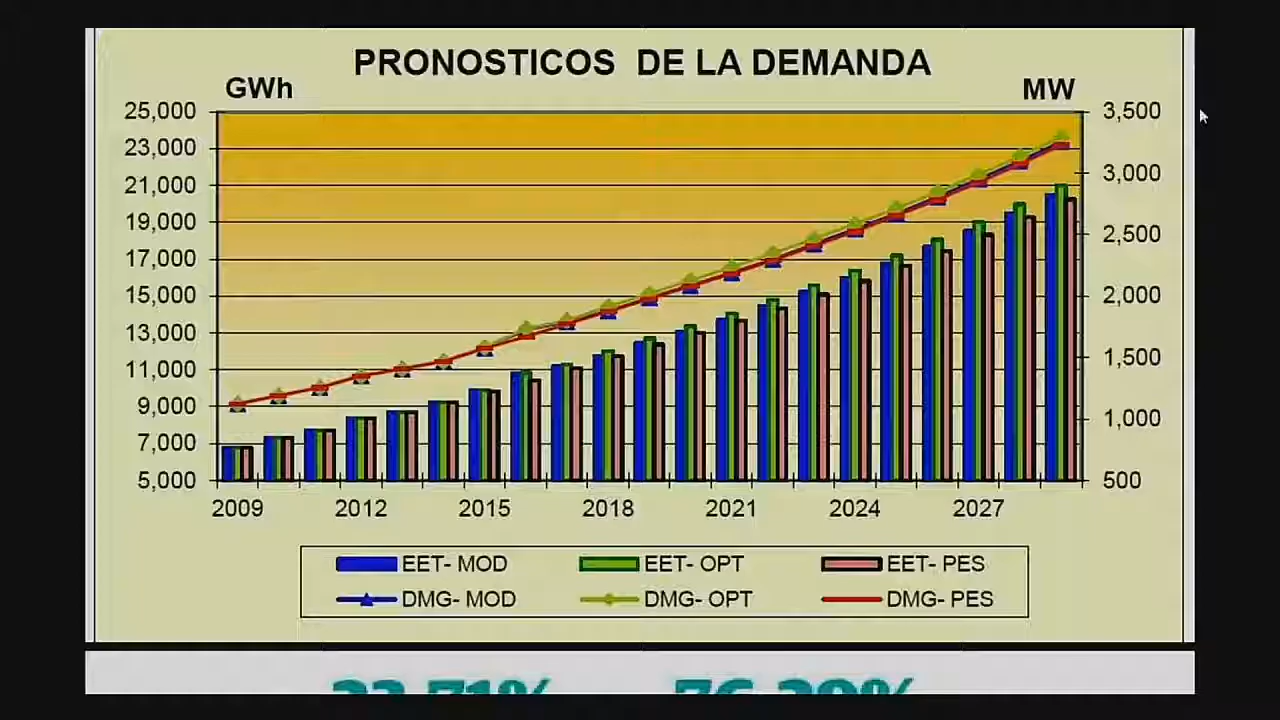 PRONOSTICOS DE LA DEMANDA
GWh MW
25,000 3,500
23,000
21,000 3,000
19,000
17,000 2,500
15,000 2,000
13,000
11,000 1,500
9,000 1,000
7,000
5,000 500
2009 2012 2015 2018 2021 2024 2027
EET- MOD EET- OPT EET- PES
DMG- MOD DMG- OPT DMG- PES